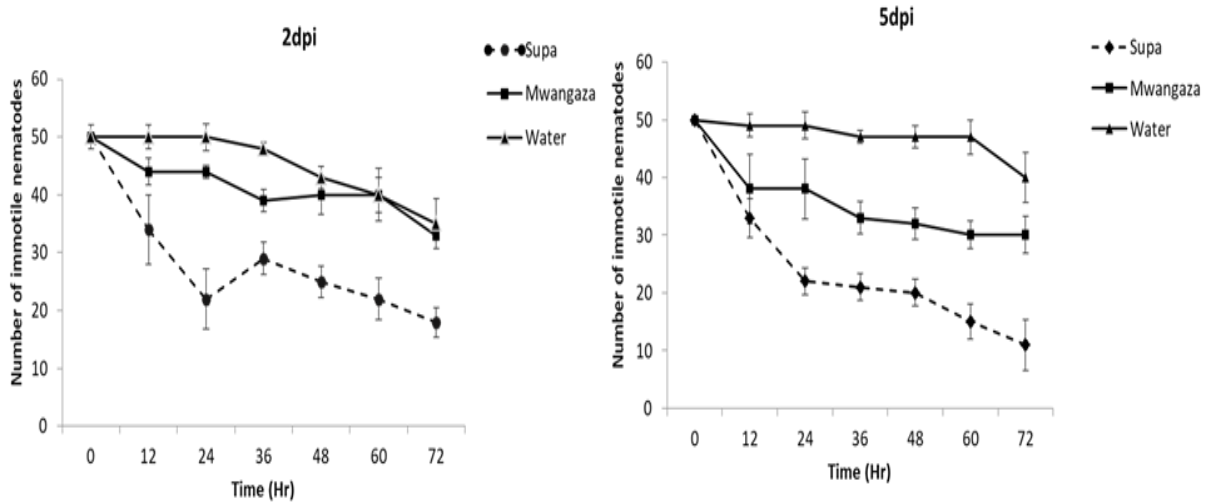 2dpi
Supa
Mwangaza
Water
Number of immotile nematodes
60
50
40
30
20
10
0
0 12 24 36 48 60 72
Time (Hr)
5dpi
Supa
Mwangaza
Water
Number of immotile nematodes
60
50
40
30
20
10
0
0 12 24 36 48 60 72
Time (Hr)